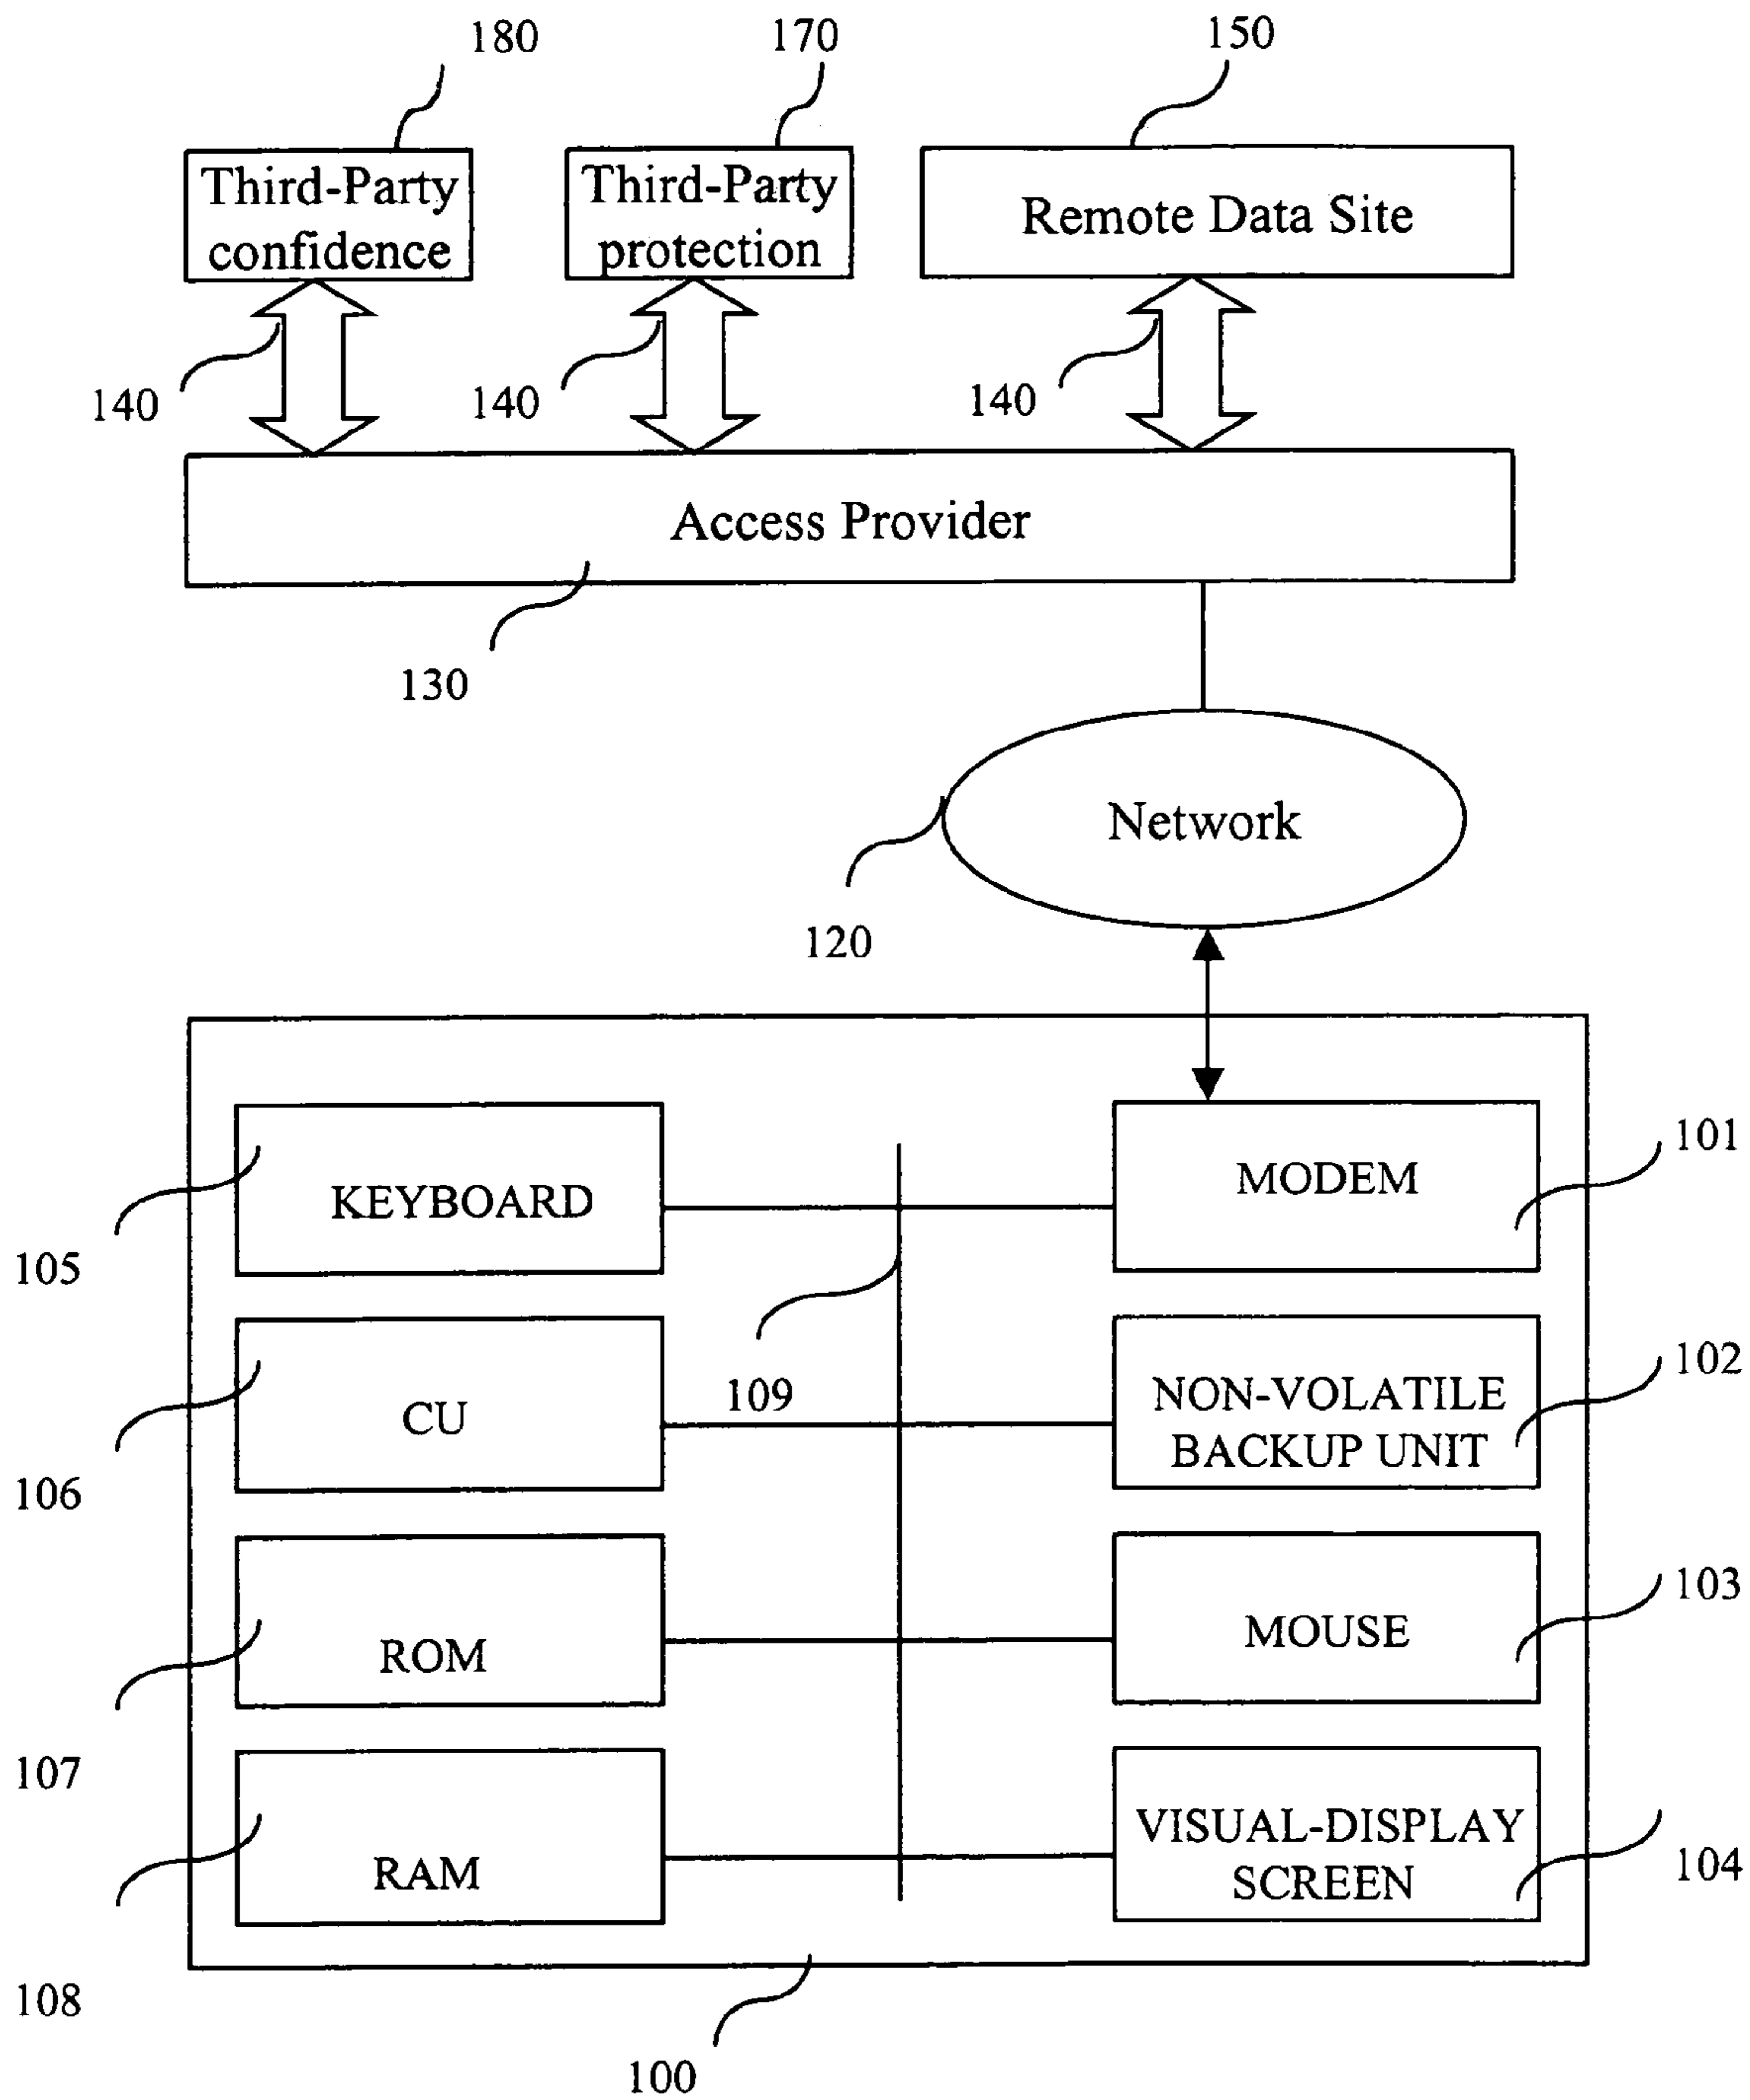 180
170
150
Third-Party
confidence
Third-Party
protection
Remote Data Site
140
140
140
Access Provider
130
Network
120
KEYBOARD
MODEM
101
105
109
CU
NON-VOLATILE
BACKUP UNIT
102
106
ROM
MOUSE
103
107
RAM
VISUAL-DISPLAY
SCREEN
104
108
100